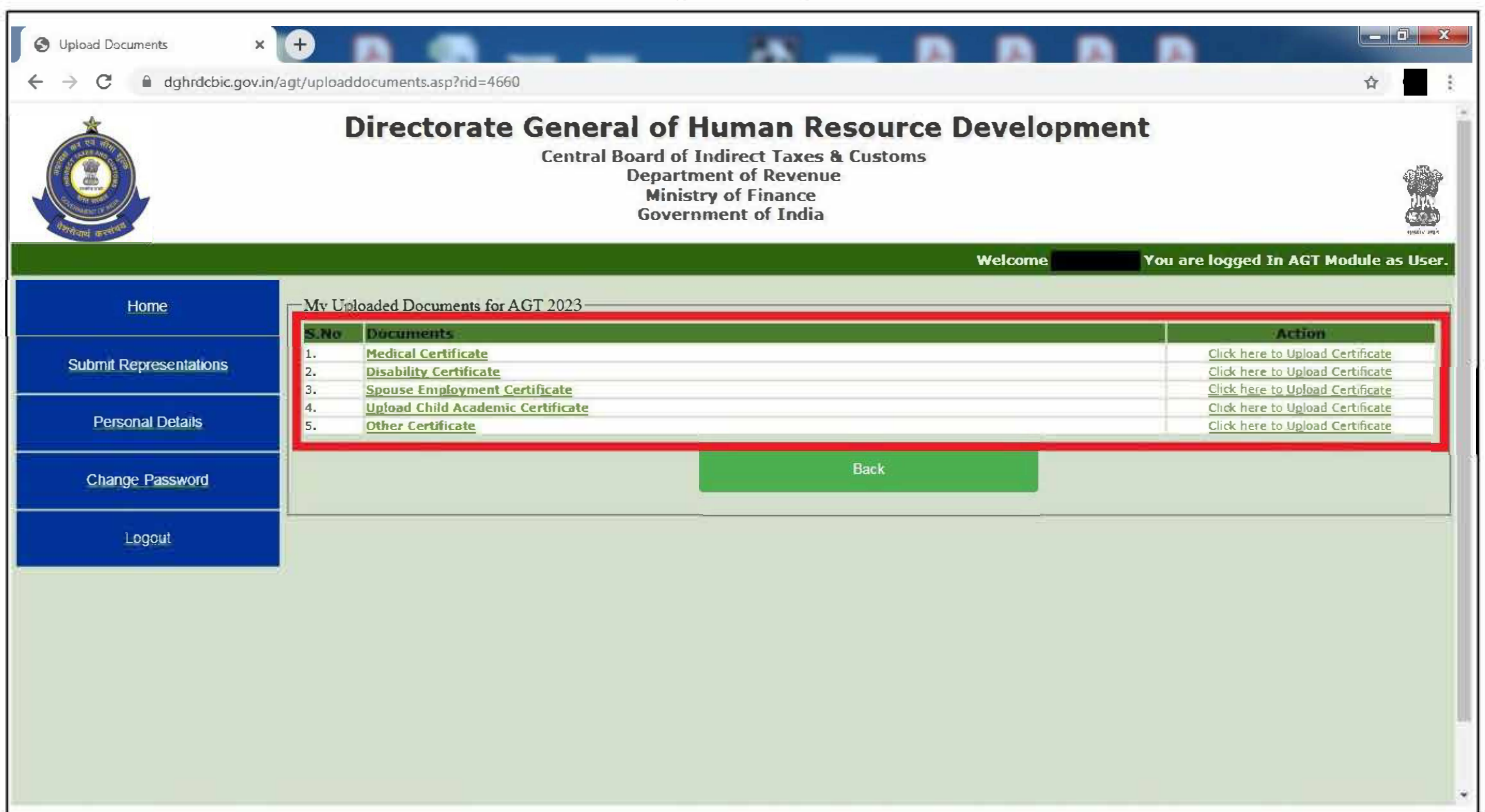 Upload Documents
dghrdcbic.gov.in/agt/uploaddocuments.asp?rid=4660
Directorate General of Human Resource Development
Central Board of Indirect Taxes & Customs
Department of Revenue
Ministry of Finance
Government of India
Welcome You are logged In AGT Module as User.
Home
Submit Representations
Personal Details
Change Password
Logout
My Uploaded Documents for AGT 2023
S.No Documents Action
1. Medical Certificate Click here to Upload Certificate
2. Disability Certificate Click here to Upload Certificate
3. Spouse Employment Certificate Click here to Upload Certificate
4. Upload Child Academic Certificate Click here to Upload Certificate
5. Other Certificate Click here to Upload Certificate
Back